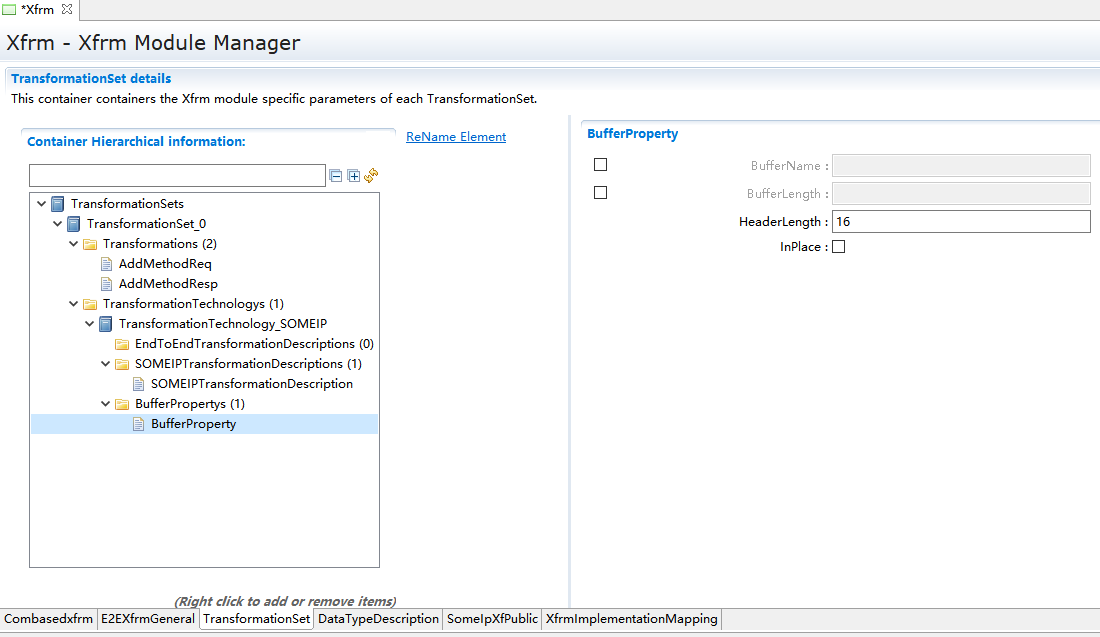 *Xfrm
Xfrm - Xfrm Module Manager
TransformationSet details
This container containers the Xfrm module specific parameters of each TransformationSet.
Container Hierarchical information:
ReName Element
TransformationSets
TransformationSet_0
Transformations (2)
AddMethodReq
AddMethodResp
TransformationTechnologys (1)
TransformationTechnology_SOMEIP
EndToEndTransformationDescriptions (0)
SOMEIPTransformationDescriptions (1)
SOMEIPTransformationDescription
BufferPropertys (1)
BufferProperty
(Right click to add or remove items)
BufferProperty
BufferName :
BufferLength :
HeaderLength : 16
InPlace :
Combasedxfrm E2EXfrmGeneral TransformationSet DataTypeDescription SomeIpXfPublic XfrmImplementationMapping